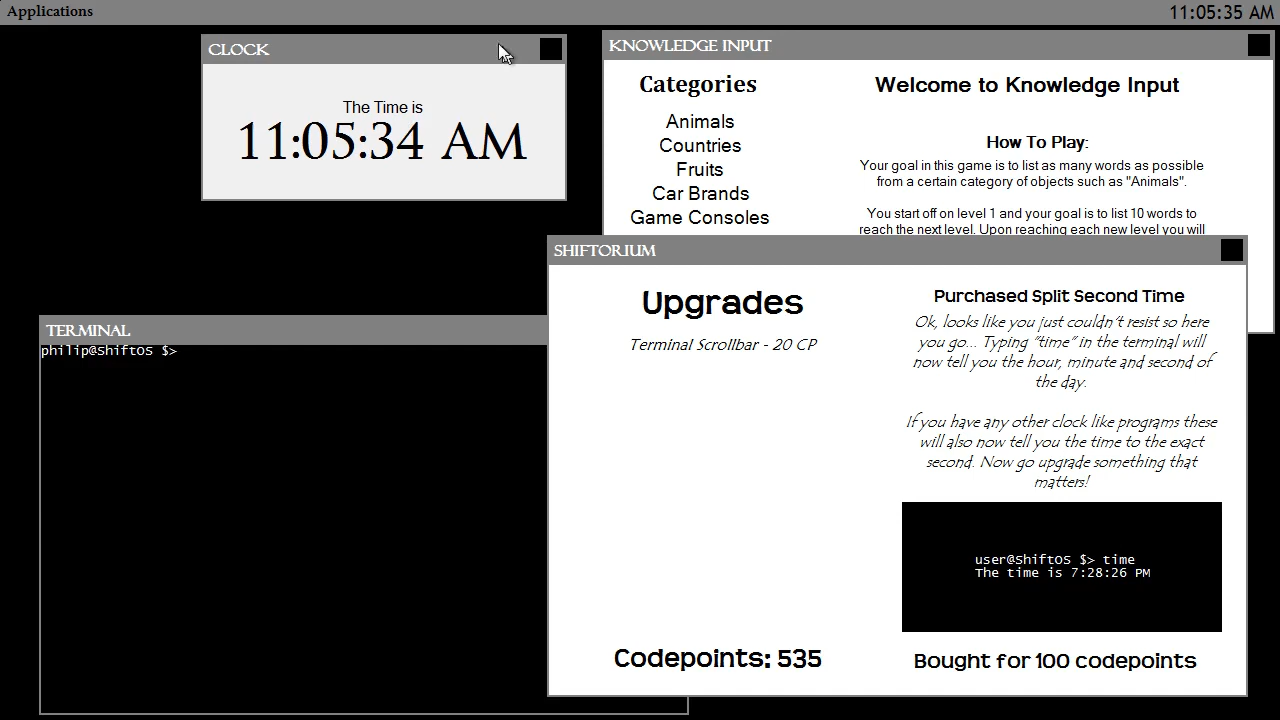 Applications
11:05:35 AM
CLOCK
The Time is
11:05:34 AM
KNOWLEDGE INPUT
Categories
Animals
Countries
Fruits
Car Brands
Game Consoles
Welcome to Knowledge Input
How To Play:
Your goal in this game is to list as many words as possible
from a certain category of objects such as "Animals".
You start off on level 1 and your goal is to list 10 words to
reach the next level. Upon reaching each new level you will
TERMINAL
philip@shiftos $>
SHIFTORIUM
Upgrades
Terminal Scrollbar - 20 CP
Codepoints: 535
Purchased Split Second Time
Ok, looks like you just couldn't resist so here
you go... Typing "time" in the terminal will
now tell you the hour, minute and second of
the day.
If you have any other clock like programs these
will also now tell you the time to the exact
second. Now go upgrade something that
matters!
user@shiftos $> time
The time is 7:28:26 PM
Bought for 100 codepoints